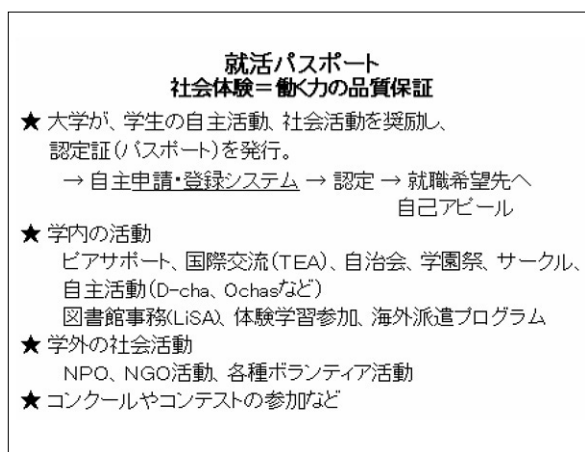 就活パスポート
社会体験＝働く力の品質保証
★ 大学が、学生の自主活動、社会活動を奨励し、
認定証(パスポート)を発行。
→ 自主申請・登録システム → 認定 → 就職希望先へ
自己アピール
★ 学内の活動
ピアサポート、国際交流(TEA)、自治会、学園祭、サークル、
自主活動(D-cha、Ochasなど)
図書館事務(LiSA)、体験学習参加、海外派遣プログラム
★ 学外の社会活動
NPO、NGO活動、各種ボランティア活動
★ コンクールやコンテストの参加など